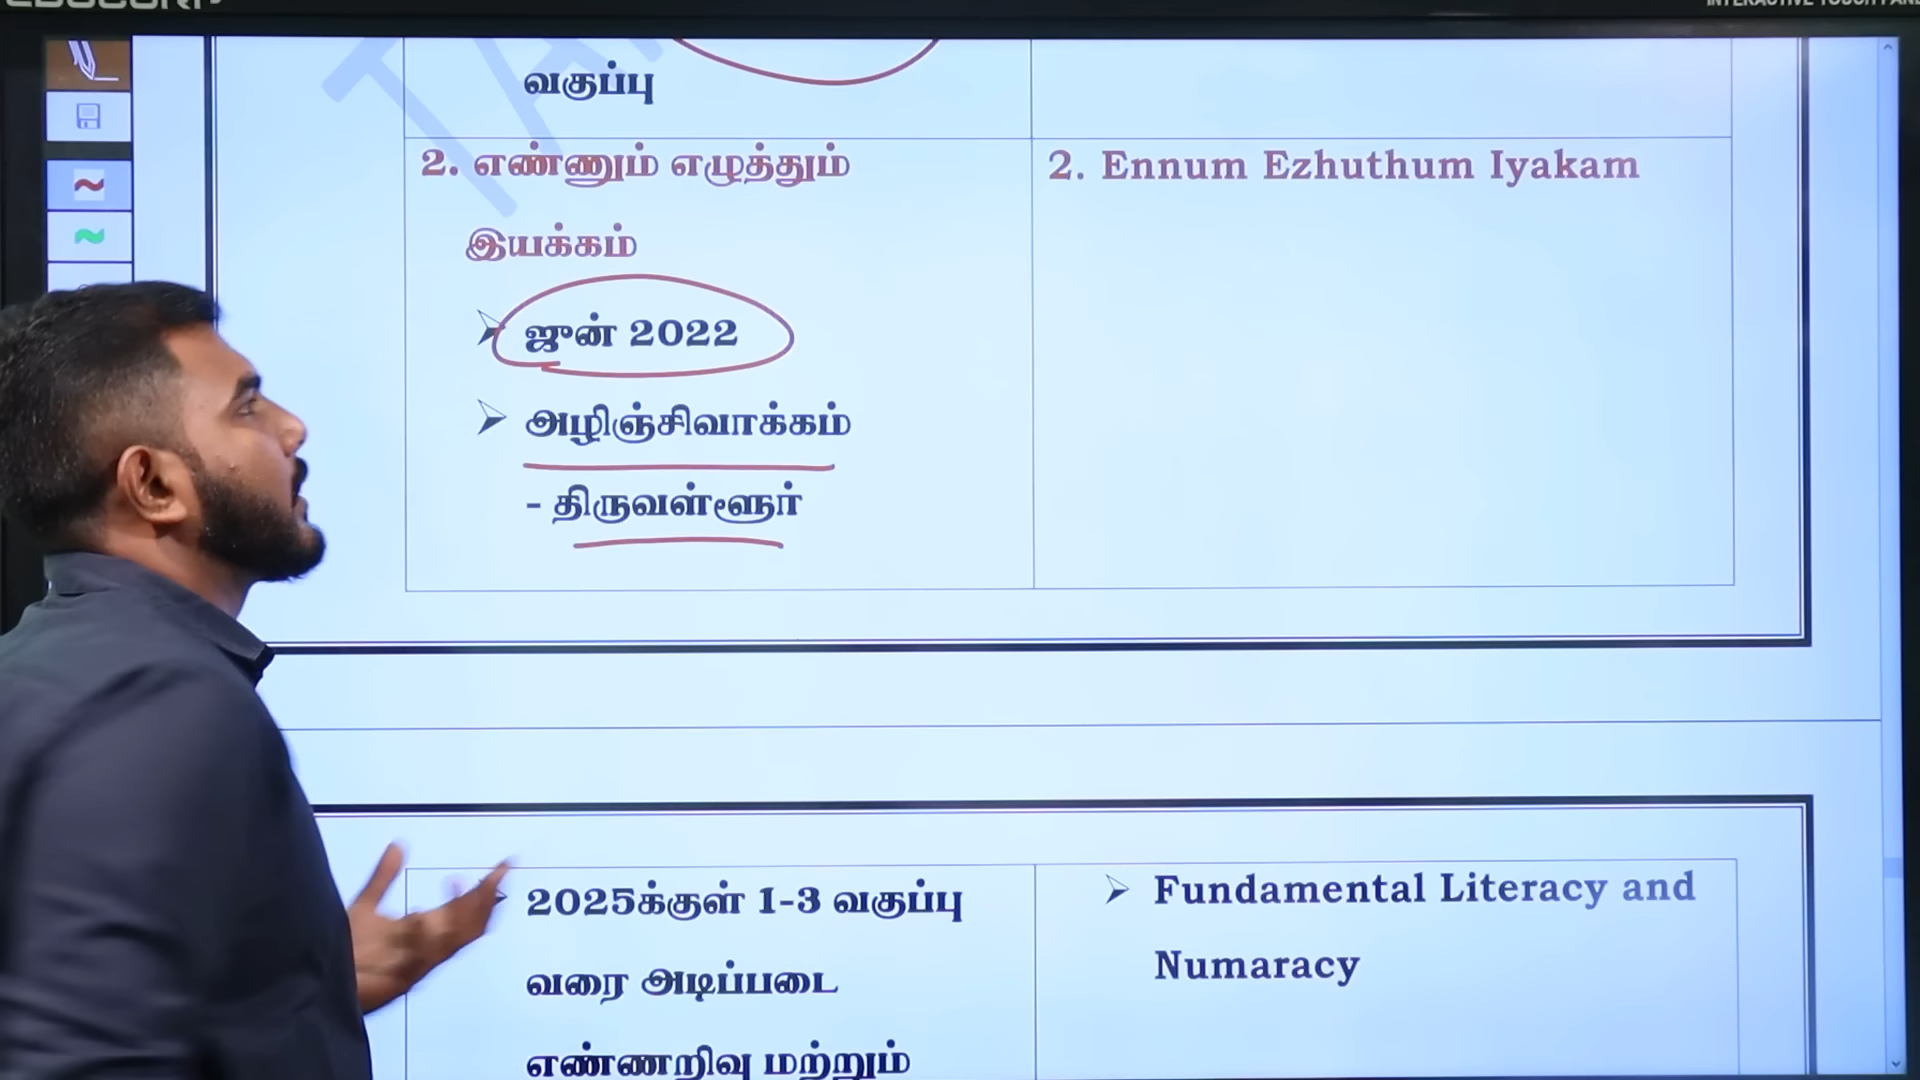 வகுப்பு
2. எண்ணும் எழுத்தும்
இயக்கம்
ஜுன் 2022
அழிஞ்சிவாக்கம்
- திருவள்ளூர்
2. Ennum Ezhuthum Iyakam
2025க்குள் 1-3 வகுப்பு
வரை அடிப்படை
எண்ணறிவு மற்றும்
Fundamental Literacy and
Numaracy